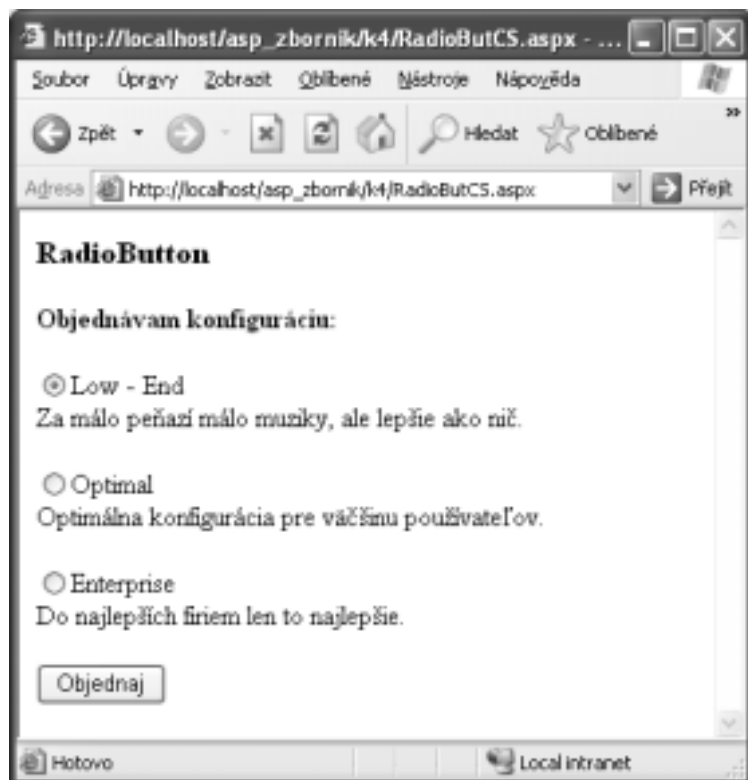 http://localhost/asp_zbornik/k4/RadioButCS.aspx - ...
Soubor Úpravy Zobrazit Oblíbené Nástroje Nápověda
Zpět Hledat Oblíbené »
Adresa http://localhost/asp_zbornik/k4/RadioButCS.aspx Přejít
RadioButton
Objednávam konfiguráciu:
Low - End
Za málo peňazí málo muziky, ale lepšie ako nič.
Optimal
Optimálna konfigurácia pre väčšinu používateľov.
Enterprise
Do najlepších firiem len to najlepšie.
Objednaj
Hotovo Local intranet